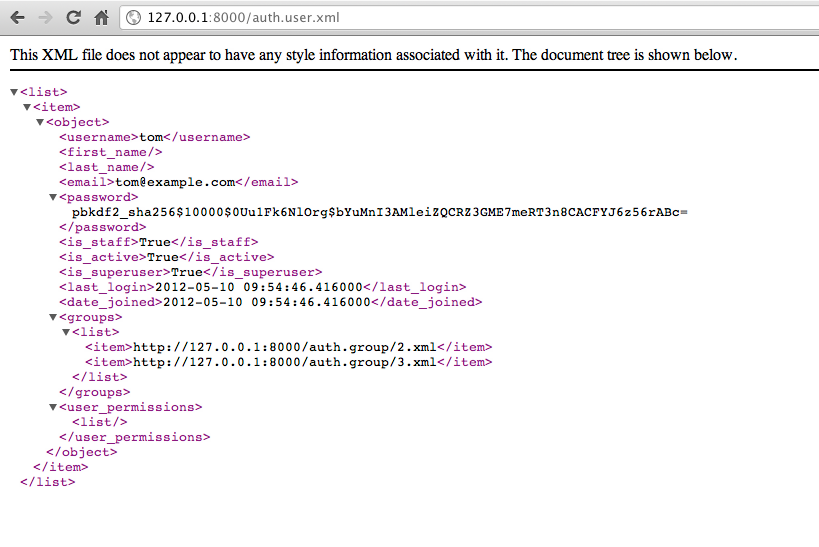 127.0.0.1:8000/auth.user.xml
This XML file does not appear to have any style information associated with it. The document tree is shown below.
<list>
<item>
<object>
<username>tom</username>
<first_name/>
<last_name/>
<email>tom@example.com</email>
<password>
pbkdf2_sha256$10000$0Uu1Fk6NlOrg$bYuMnI3AMleiZQCRZ3GME7meRT3n8CACFYJ6z56rABc=
</password>
<is_staff>True</is_staff>
<is_active>True</is_active>
<is_superuser>True</is_superuser>
<last_login>2012-05-10 09:54:46.416000</last_login>
<date_joined>2012-05-10 09:54:46.416000</date_joined>
<groups>
<list>
<item>http://127.0.0.1:8000/auth.group/2.xml</item>
<item>http://127.0.0.1:8000/auth.group/3.xml</item>
</list>
</groups>
<user_permissions>
<list/>
</user_permissions>
</object>
</item>
</list>